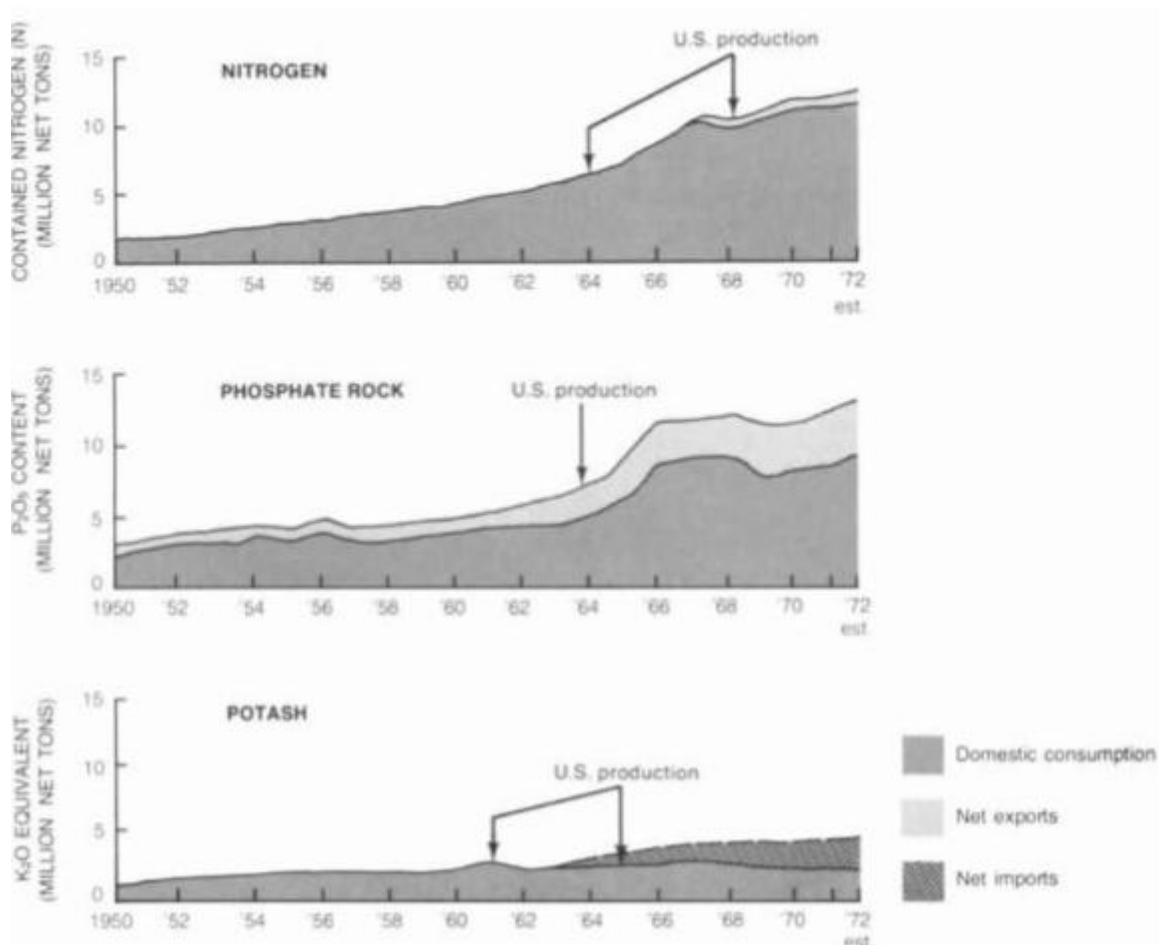 CONTAINED NITROGEN (N)
(MILLION NET TONS)
15
10
5
0
NITROGEN
U.S. production
1950 '52 '54 '56 '58 '60 '62 '64 '66 '68 '70 '72
est.
P₂O₅ CONTENT
(MILLION NET TONS)
15
10
5
0
PHOSPHATE ROCK
U.S. production
1950 '52 '54 '56 '58 '60 '62 '64 '66 '68 '70 '72
est.
K₂O EQUIVALENT
(MILLION NET TONS)
15
10
5
0
POTASH
U.S. production
1950 '52 '54 '56 '58 '60 '62 '64 '66 '68 '70 '72
est.
Domestic consumption
Net exports
Net imports